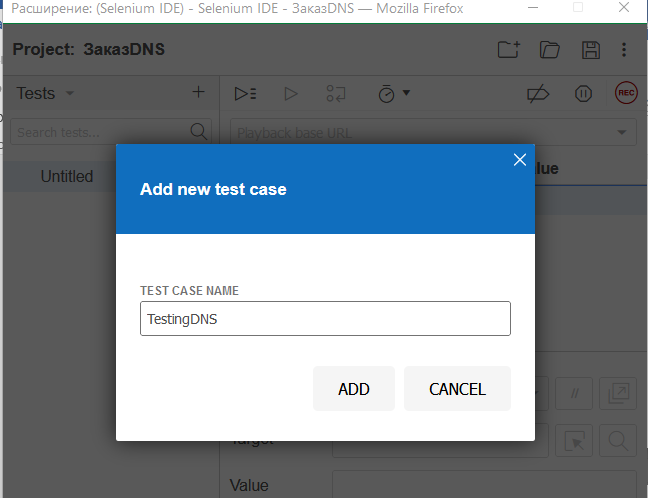 Расширение: (Selenium IDE) - Selenium IDE - ЗаказDNS — Mozilla Firefox
Project: ЗаказDNS
Tests
REC
Search tests...
Playback base URL
Untitled
alue
Add new test case
TEST CASE NAME
TestingDNS
ADD
CANCEL
//
Target
Value